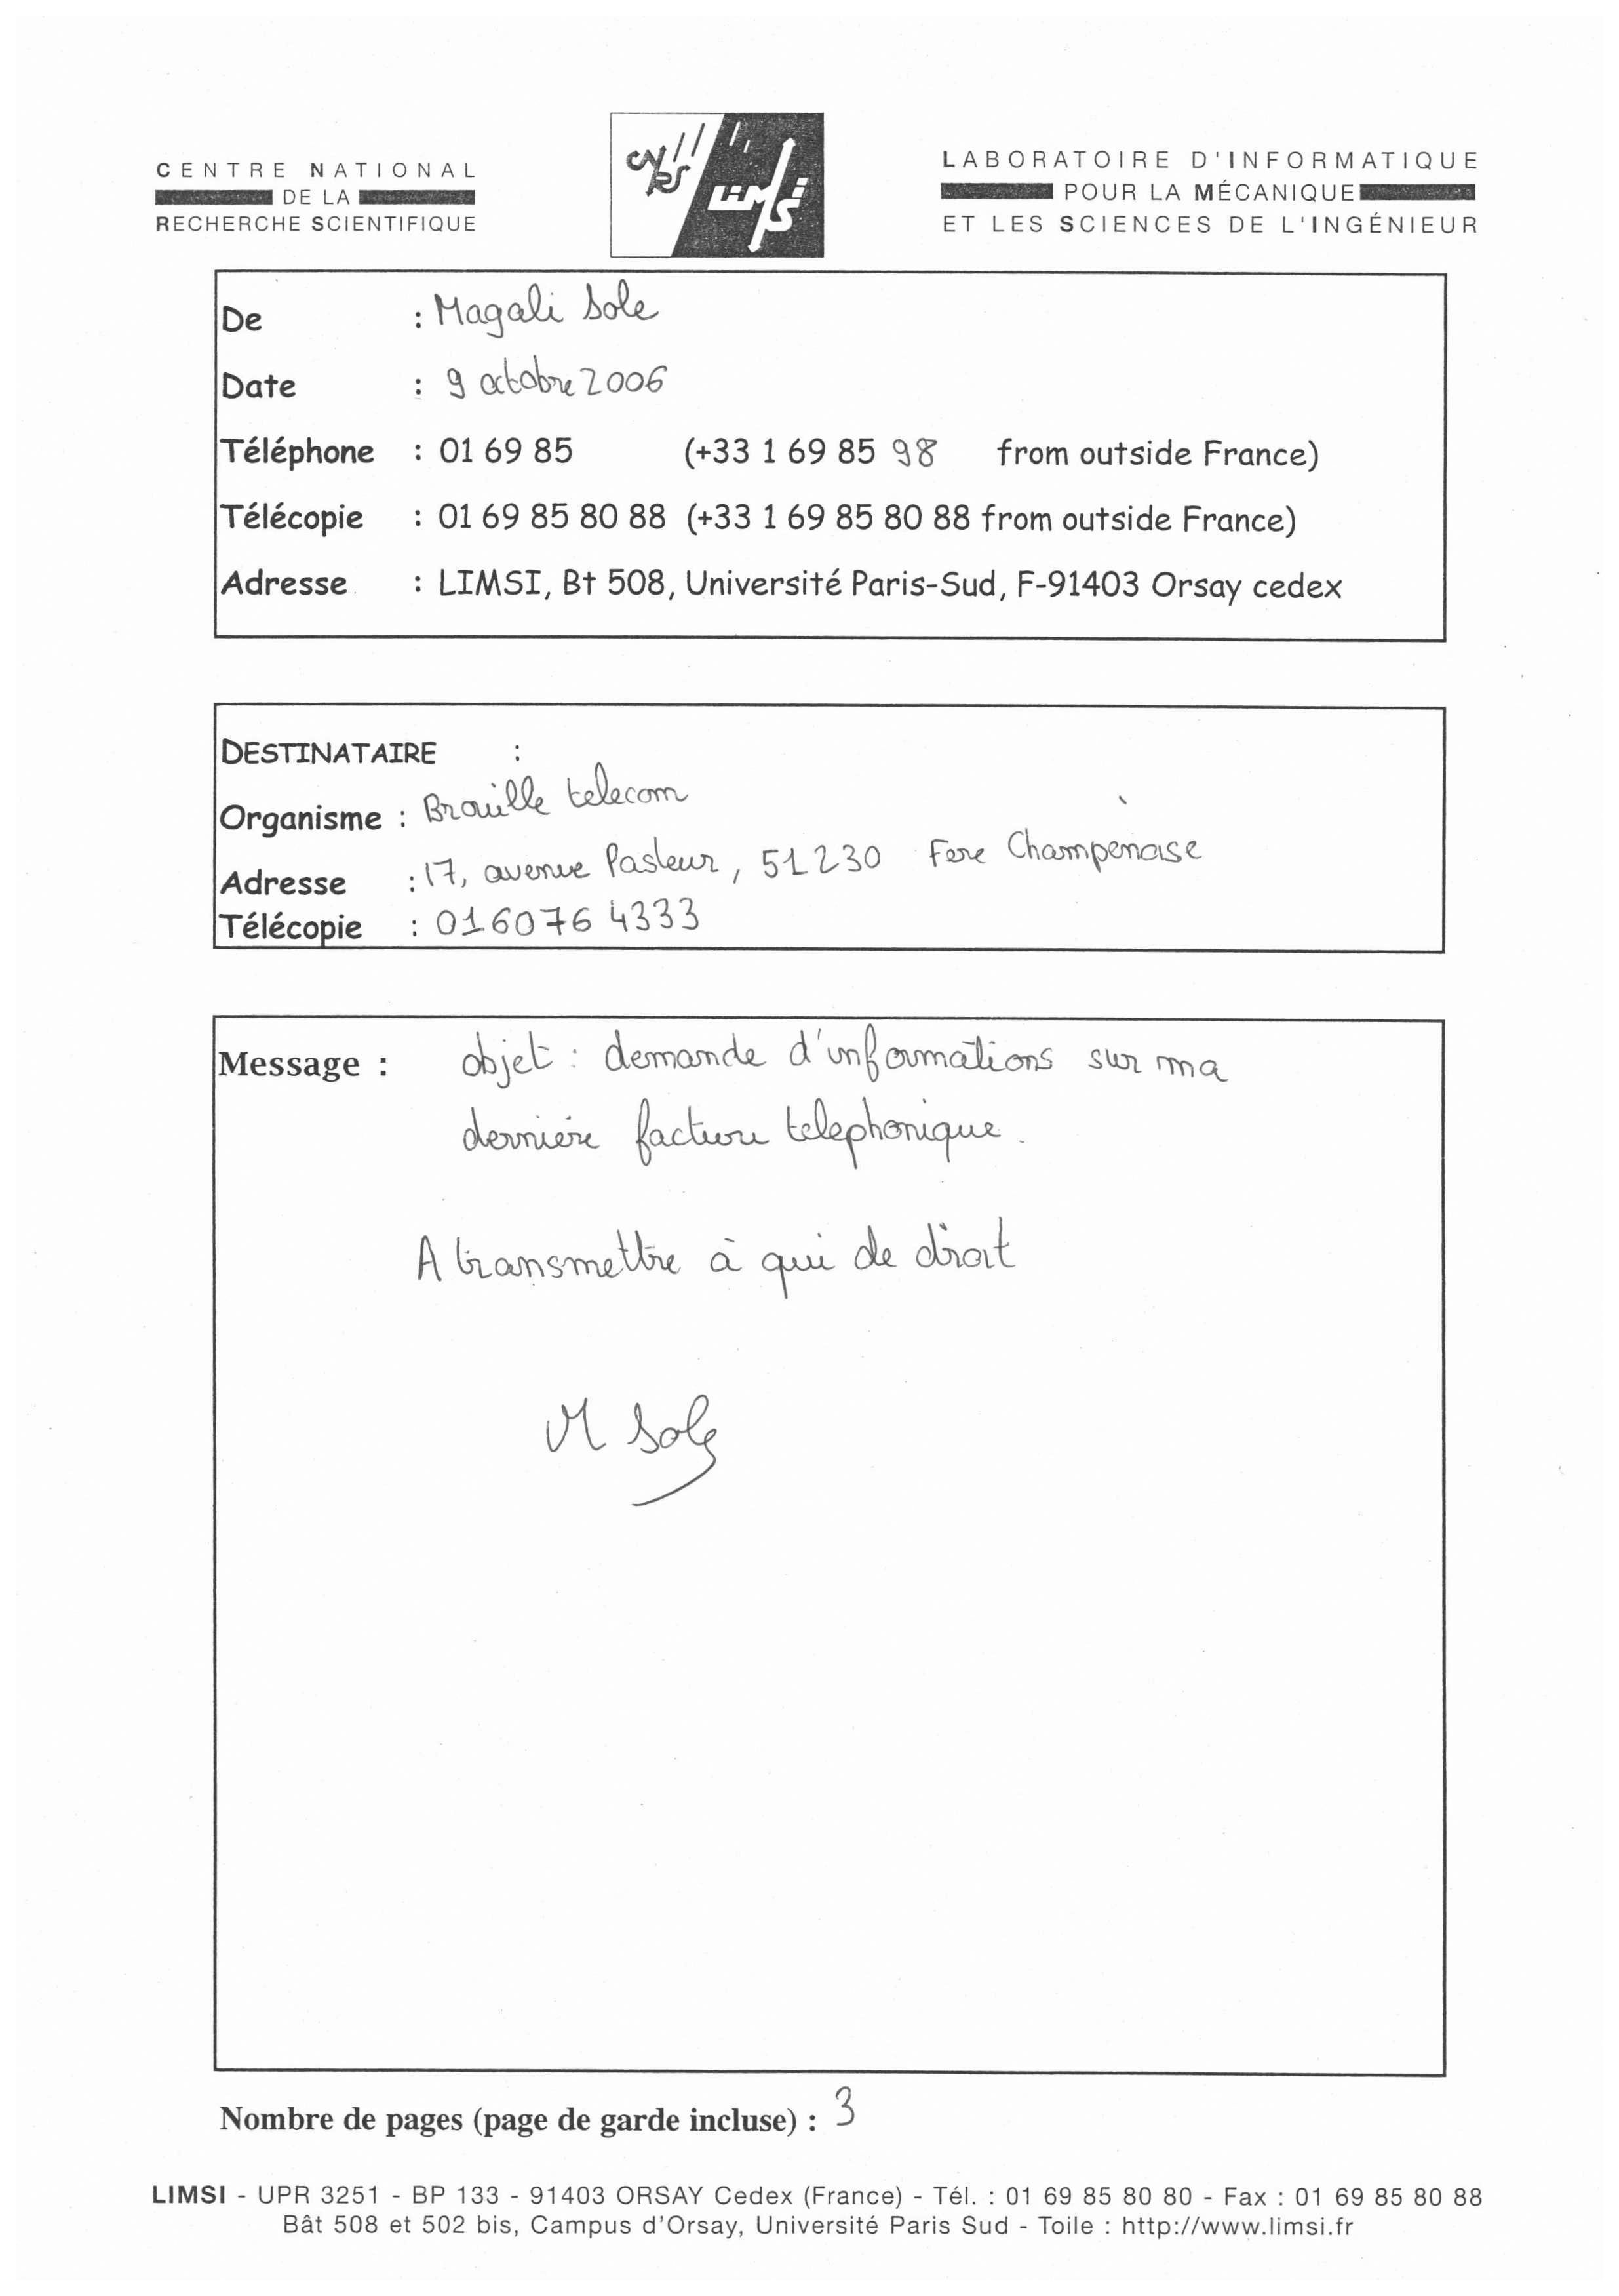 CENTRE NATIONAL
DE LA
RECHERCHE SCIENTIFIQUE
CNRS
LIMSI
LABORATOIRE D'INFORMATIQUE
POUR LA MÉCANIQUE
ET LES SCIENCES DE L'INGÉNIEUR
De : Magali Sole
Date : 9 octobre 2006
Téléphone : 01 69 85 (+33 1 69 85 98 from outside France)
Télécopie : 01 69 85 80 88 (+33 1 69 85 80 88 from outside France)
Adresse : LIMSI, Bt 508, Université Paris-Sud, F-91403 Orsay cedex
DESTINATAIRE :
Organisme : Braille telecom
Adresse : 17, avenue Pasteur, 51230 Fere Champenoise
Télécopie : 0160764333
Message : objet : demande d'informations sur ma
dernière facture telephonique.
A transmettre à qui de droit
M Sole
Nombre de pages (page de garde incluse) : 3
LIMSI - UPR 3251 - BP 133 - 91403 ORSAY Cedex (France) - Tél. : 01 69 85 80 80 - Fax : 01 69 85 80 88
Bât 508 et 502 bis, Campus d'Orsay, Université Paris Sud - Toile : http://www.limsi.fr